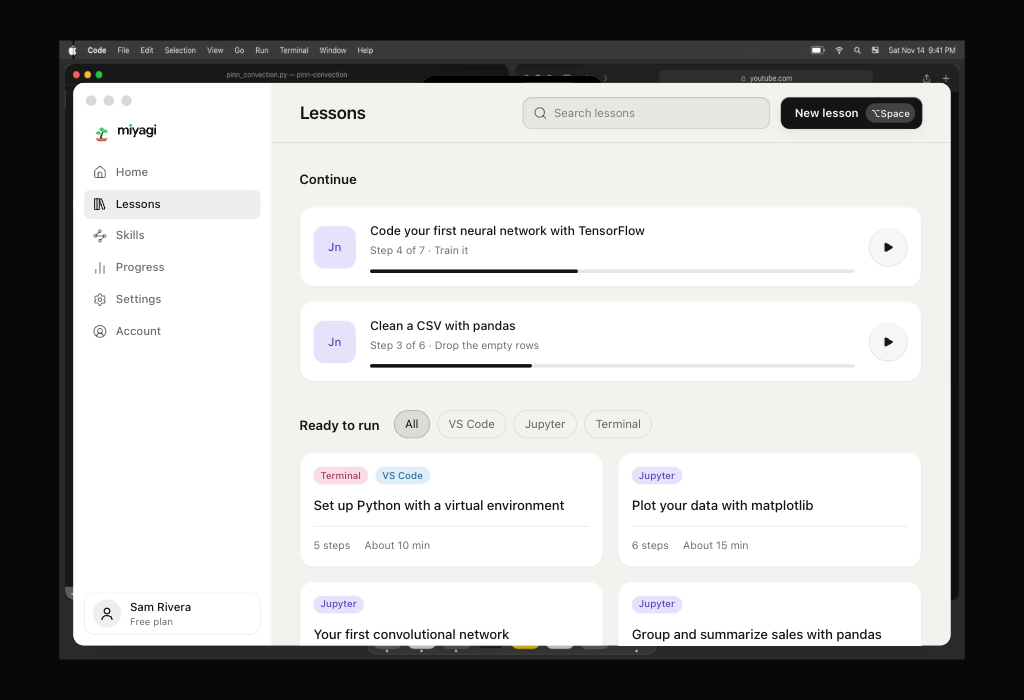 Code File Edit Selection View Go Run Terminal Window Help
Sat Nov 14 9:41 PM
pinn_convection.py — pinn-convection
youtube.com
miyagi
Home
Lessons
Skills
Progress
Settings
Account
Sam Rivera
Free plan
Lessons
Search lessons
New lesson ⌥Space
Continue
Jn
Code your first neural network with TensorFlow
Step 4 of 7 · Train it
Jn
Clean a CSV with pandas
Step 3 of 6 · Drop the empty rows
Ready to run
All VS Code Jupyter Terminal
Terminal VS Code
Set up Python with a virtual environment
5 steps About 10 min
Jupyter
Plot your data with matplotlib
6 steps About 15 min
Jupyter
Your first convolutional network
Jupyter
Group and summarize sales with pandas